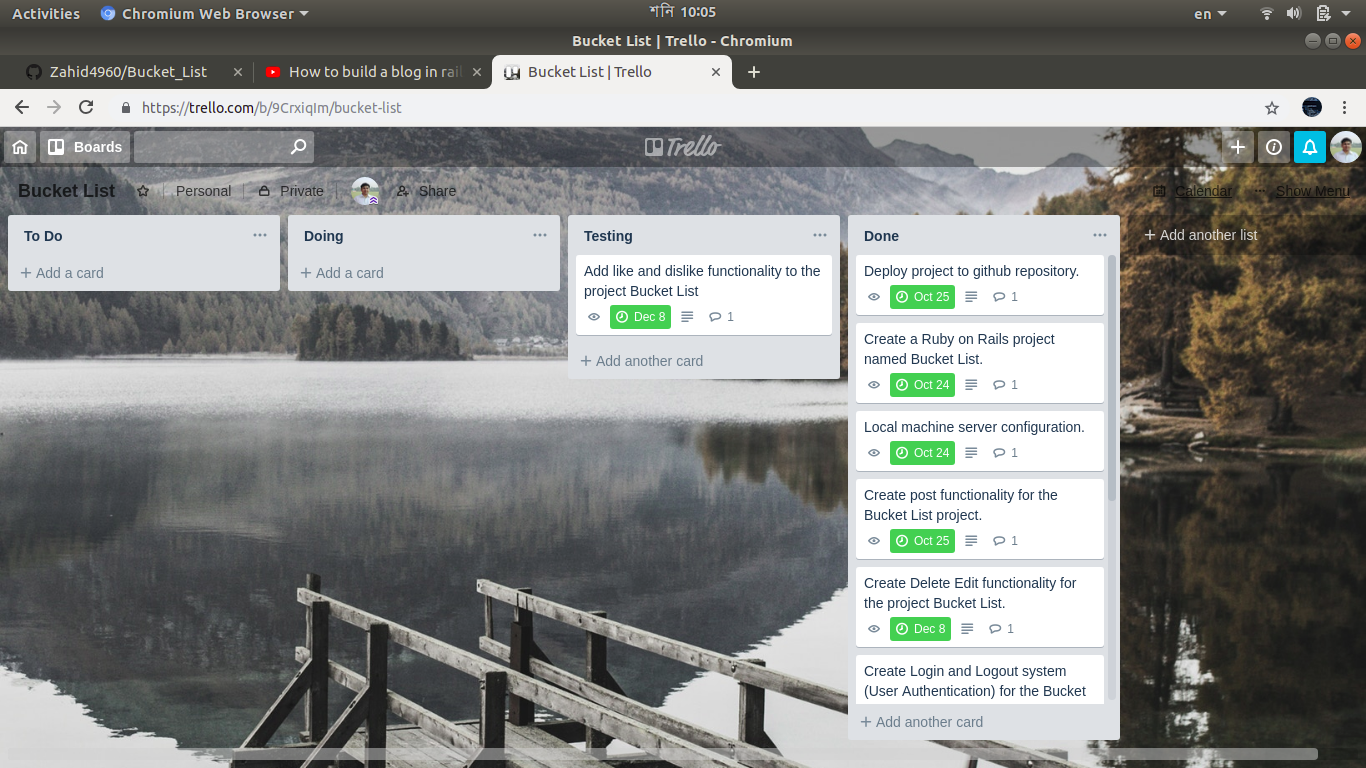 Activities
Chromium Web Browser
শনি 10:05
en
Bucket List | Trello - Chromium
Zahid4960/Bucket_List
How to build a blog in rail
Bucket List | Trello
https://trello.com/b/9CrxiqIm/bucket-list
Boards
Trello
Bucket List
Personal
Private
Share
Calendar
Show Menu
To Do
Add a card
Doing
Add a card
Testing
Add like and dislike functionality to the
project Bucket List
Dec 8
1
Add another card
Done
Deploy project to github repository.
Oct 25
1
Create a Ruby on Rails project
named Bucket List.
Oct 24
1
Local machine server configuration.
Oct 24
1
Create post functionality for the
Bucket List project.
Oct 25
1
Create Delete Edit functionality for
the project Bucket List.
Dec 8
1
Create Login and Logout system
(User Authentication) for the Bucket
Add another card
Add another list